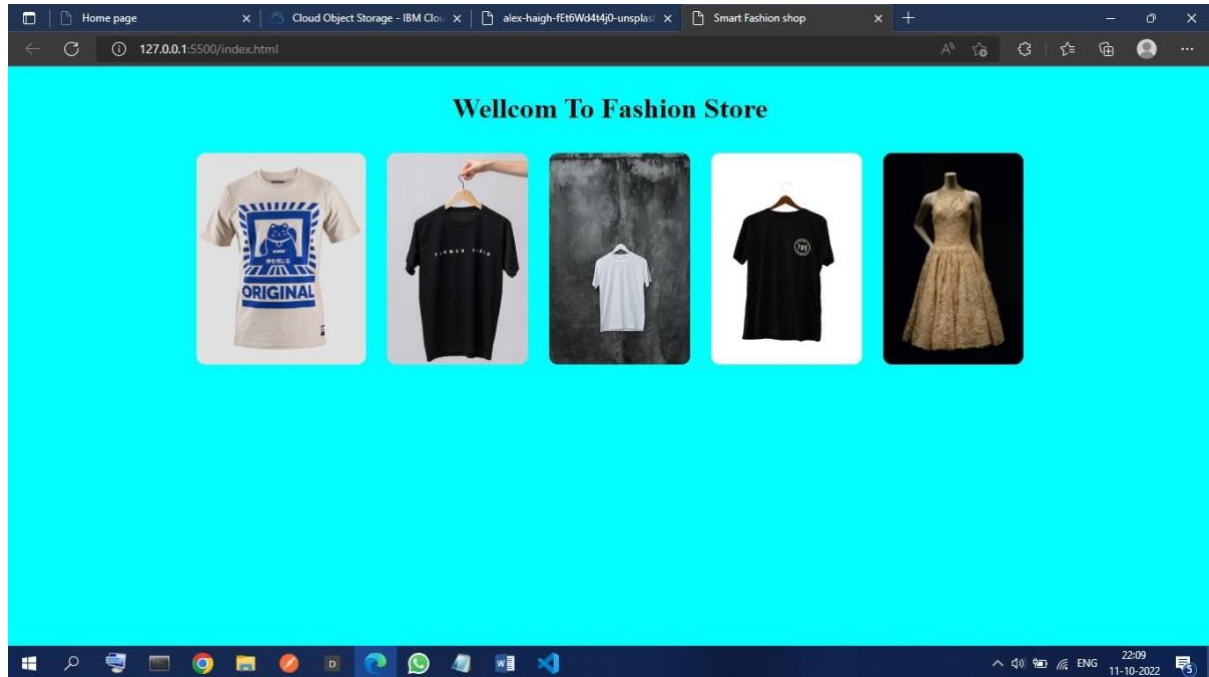 Home page
Cloud Object Storage - IBM Clou
alex-haigh-fEt6Wd4t4j0-unsplas
Smart Fashion shop
127.0.0.1:5500/index.html
Wellcom To Fashion Store
ORIGINAL
ENG
22:09
11-10-2022
5